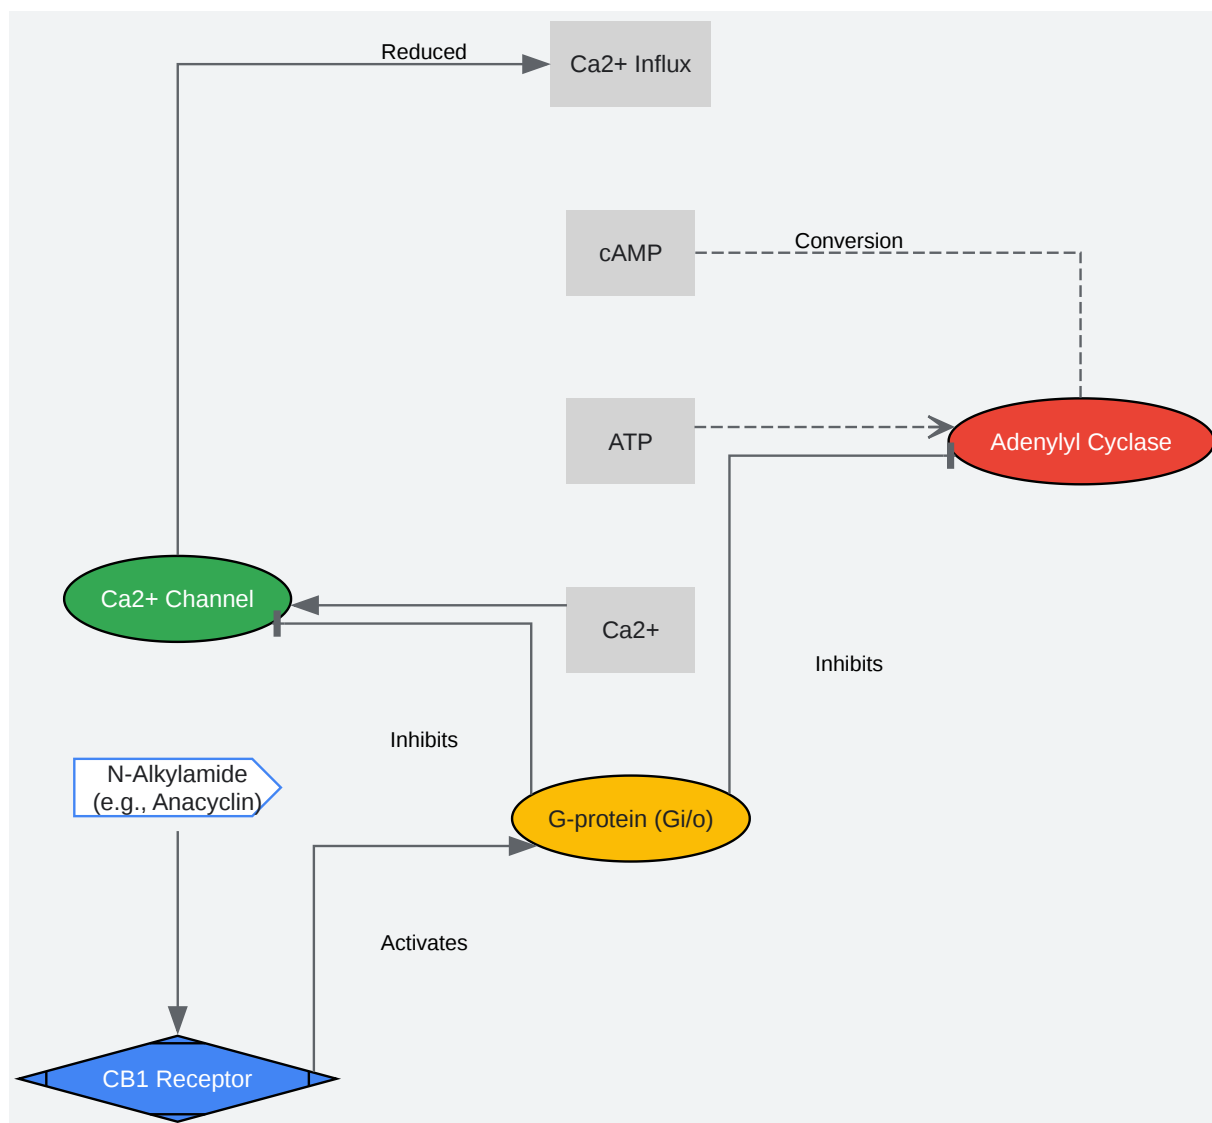 Reduced
Ca2+ Influx
cAMP
Conversion
ATP
Adenylyl Cyclase
Ca2+ Channel
Ca2+
Inhibits
Inhibits
N-Alkylamide
(e.g., Anacyclin)
G-protein (Gi/o)
Activates
CB1 Receptor